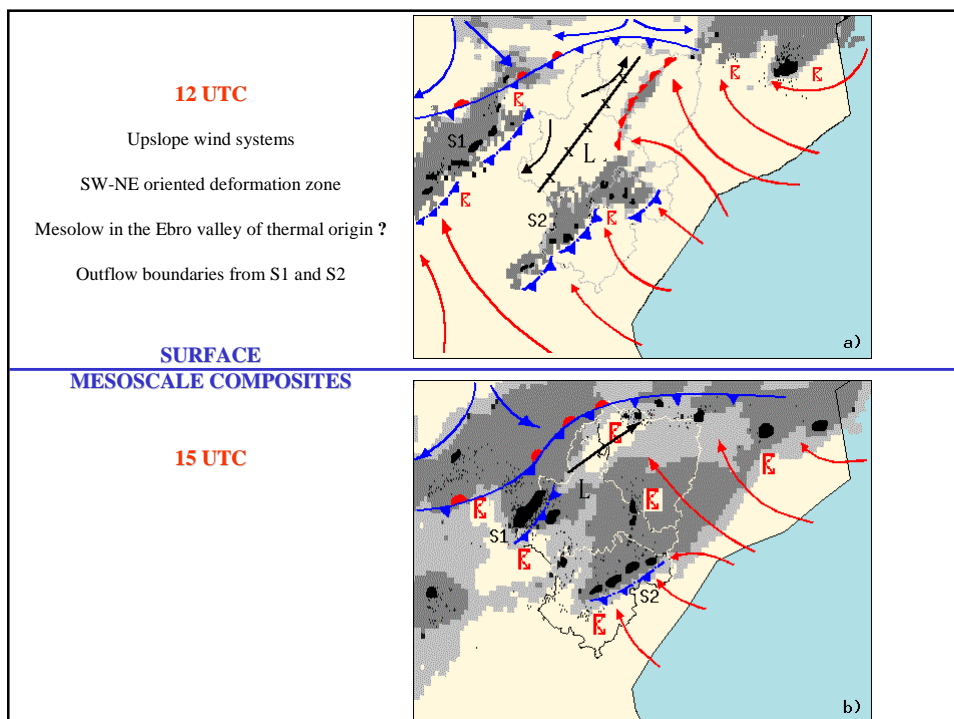 12 UTC
Upslope wind systems
SW-NE oriented deformation zone
Mesolow in the Ebro valley of thermal origin ?
Outflow boundaries from S1 and S2
SURFACE
MESOSCALE COMPOSITES
15 UTC
S1
L
S2
a)
L
S1
S2
b)